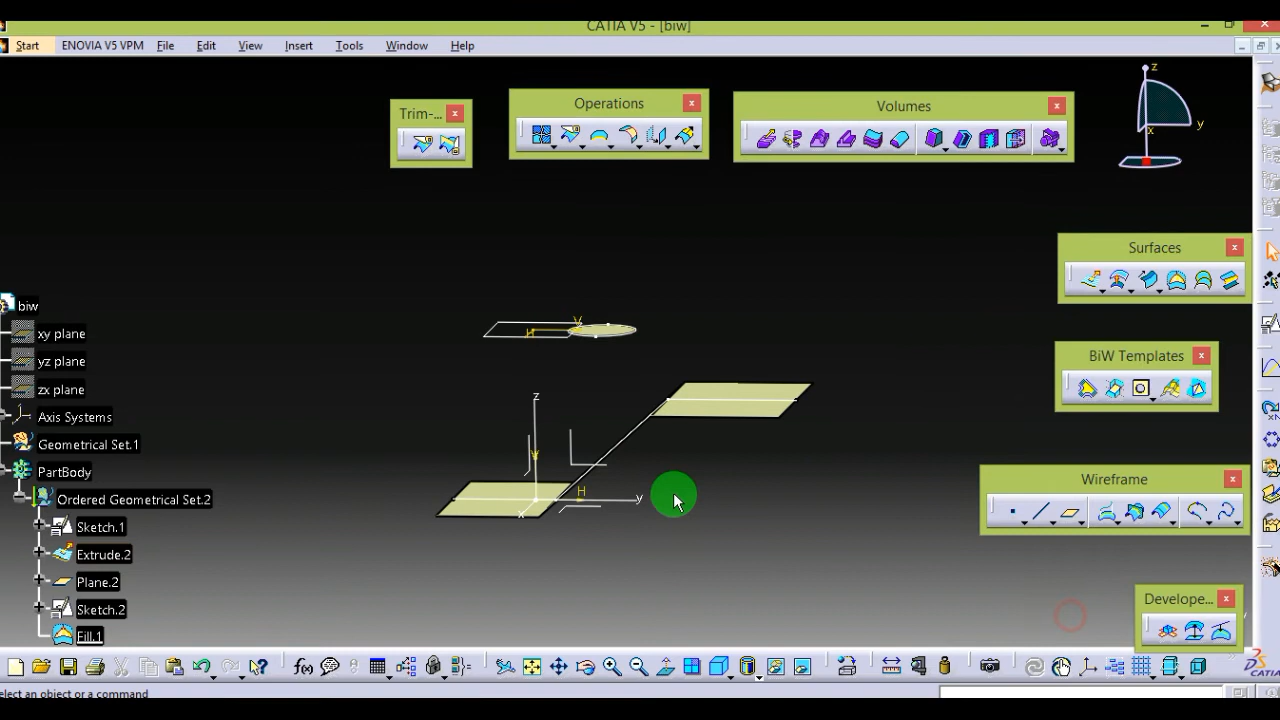 CATIA V5 - [biw]
Start ENOVIA V5 VPM File Edit View Insert Tools Window Help
Trim-... Operations Volumes
z
y
x
Surfaces
BiW Templates
Wireframe
Develope...
biw
xy plane
yz plane
zx plane
Axis Systems
Geometrical Set.1
PartBody
Ordered Geometrical Set.2
Sketch.1
Extrude.2
Plane.2
Sketch.2
Fill.1
V
H
z
V
H
y
x
f(x)
CATIA
elect an object or a command